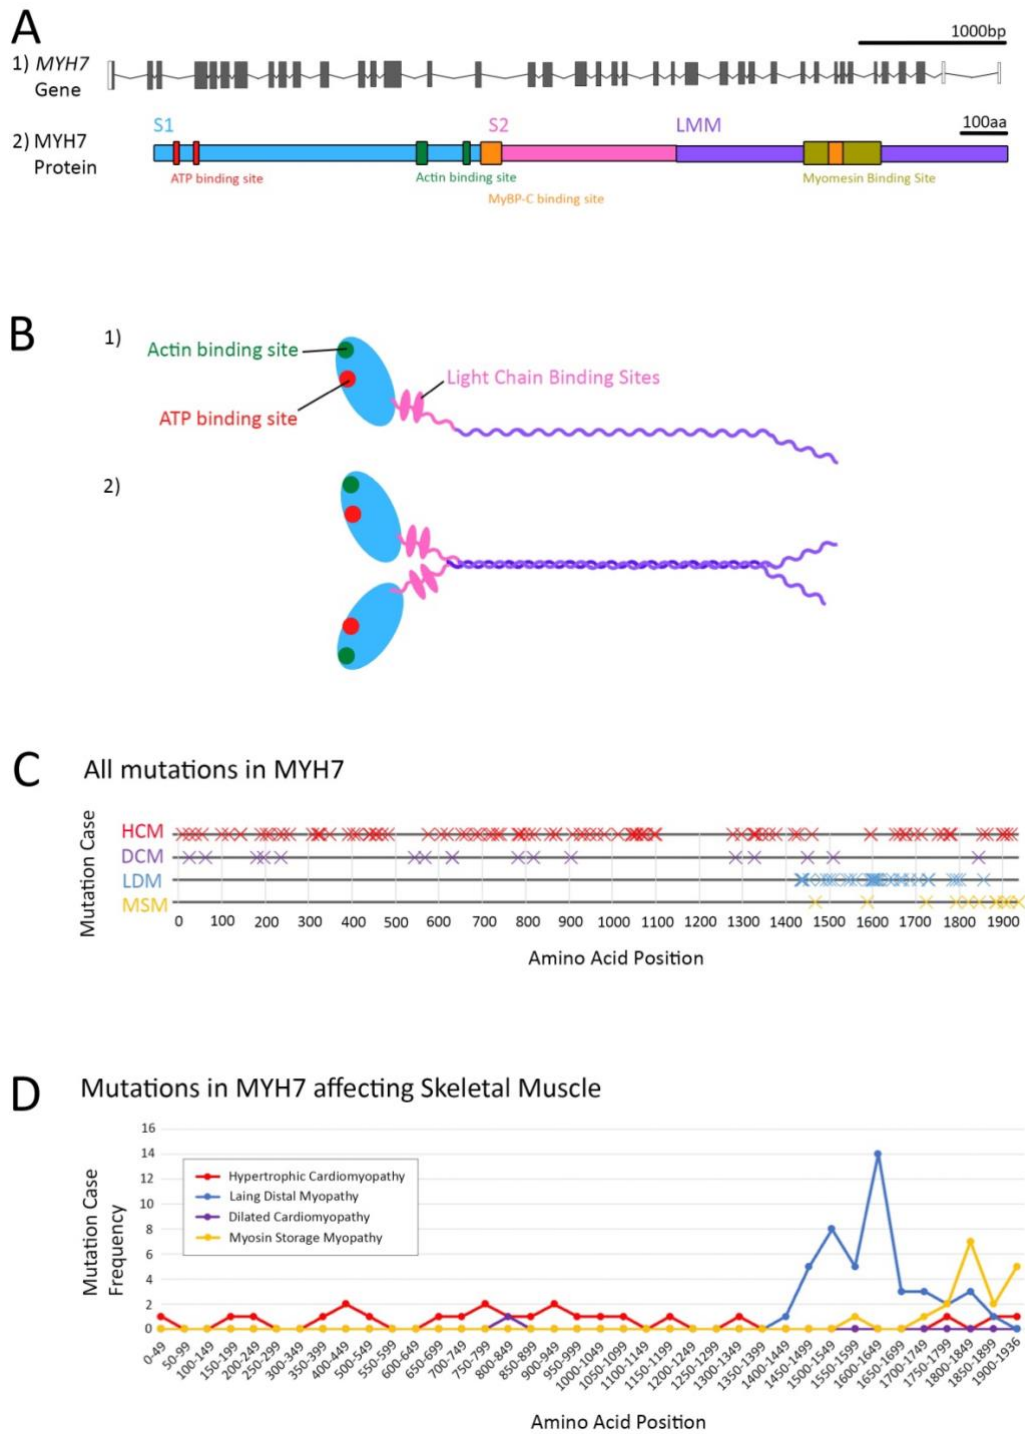 A
1000bp
1) MYH7
Gene
S1
S2
LMM
100aa
2) MYH7
Protein
ATP binding site
Actin binding site
Myomesin Binding Site
MyBP-C binding site
B
1)
Actin binding site
Light Chain Binding Sites
ATP binding site
2)
C
All mutations in MYH7
Mutation Case
HCM
DCM
LDM
MSM
0 100 200 300 400 500 600 700 800 900 1000 1100 1200 1300 1400 1500 1600 1700 1800 1900
Amino Acid Position
D
Mutations in MYH7 affecting Skeletal Muscle
Mutation Case
Frequency
16
14
12
10
8
6
4
2
0
Hypertrophic Cardiomyopathy
Laing Distal Myopathy
Dilated Cardiomyopathy
Myosin Storage Myopathy
0-49 50-99 100-149 150-199 200-249 250-299 300-349 350-399 400-449 500-549 550-599 600-649 650-699 700-749 750-799 800-849 850-899 900-949 950-999 1000-1049 1050-1099 1100-1149 1150-1199 1200-1249 1250-1299 1300-1349 1350-1399 1400-1449 1450-1499 1500-1549 1550-1599 1600-1649 1650-1699 1700-1749 1750-1799 1800-1849 1850-1899 1900-1936
Amino Acid Position